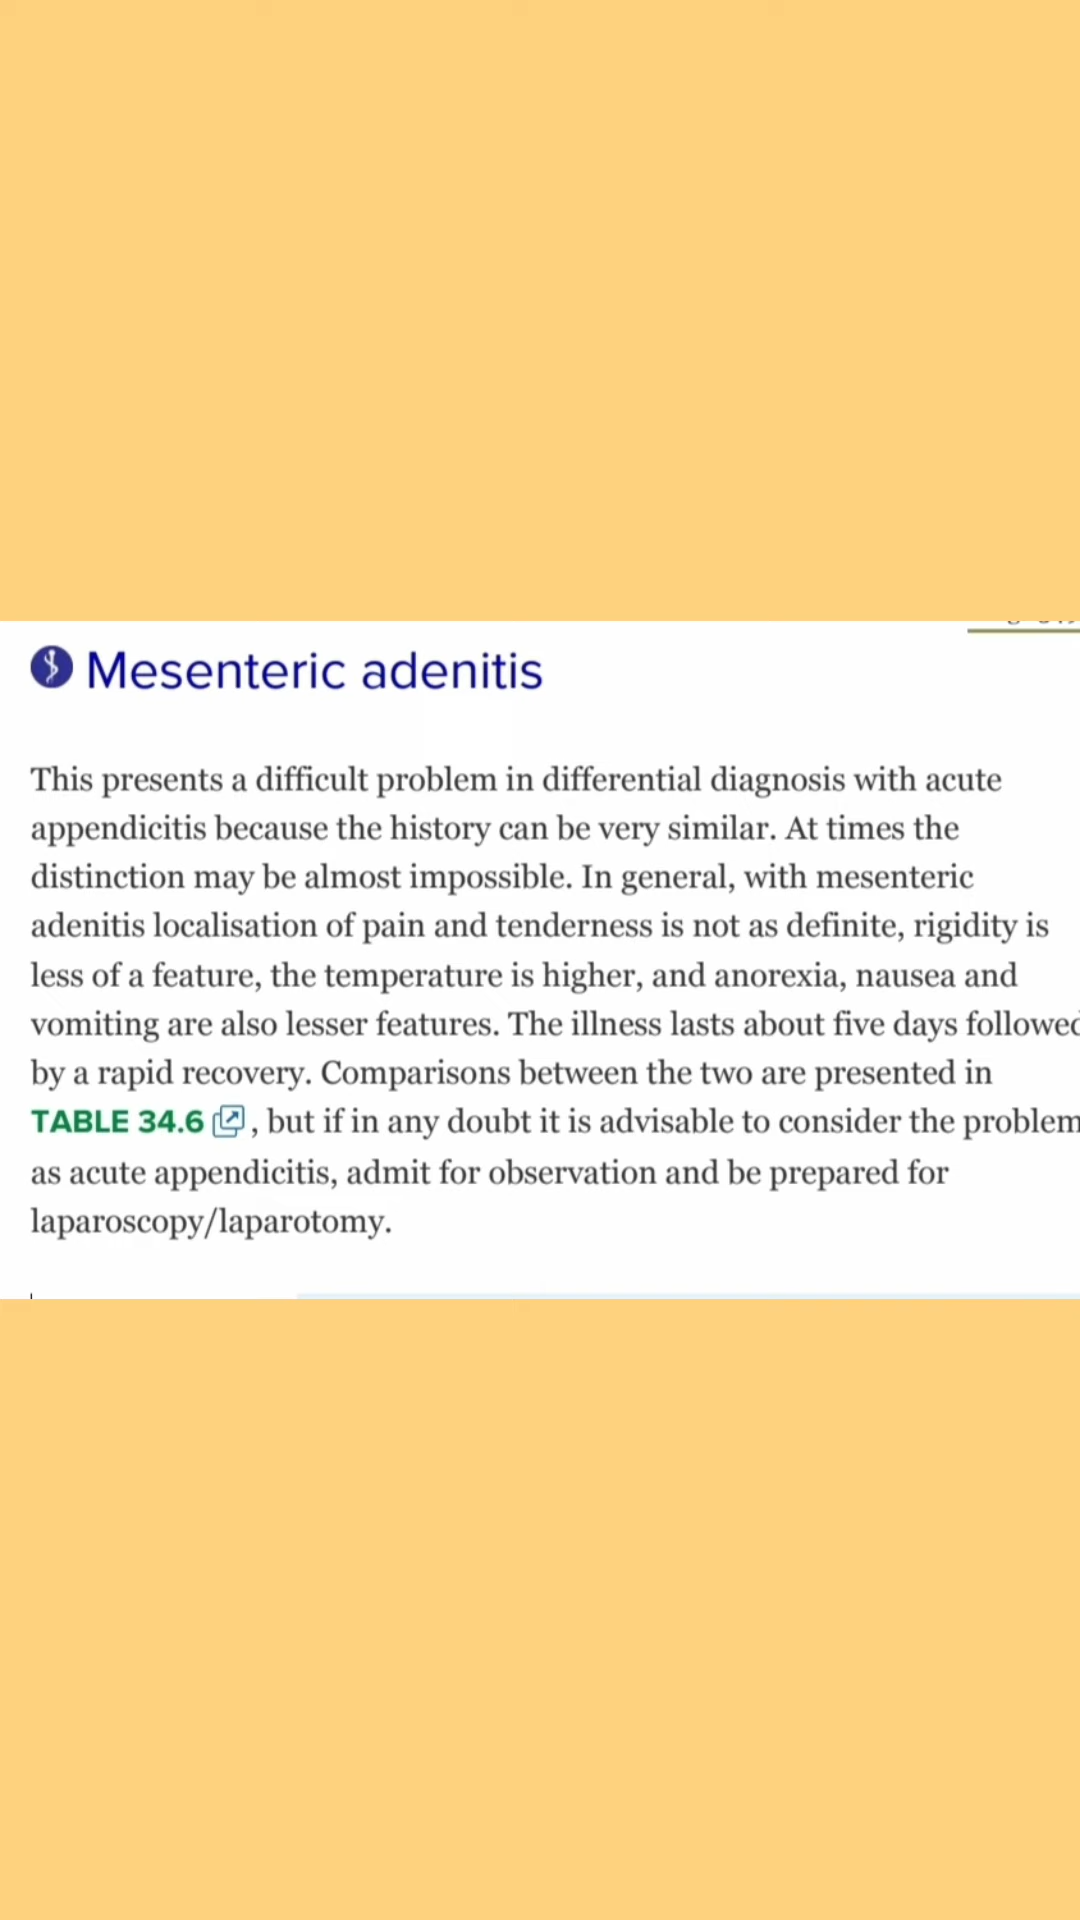 Mesenteric adenitis
This presents a difficult problem in differential diagnosis with acute
appendicitis because the history can be very similar. At times the
distinction may be almost impossible. In general, with mesenteric
adenitis localisation of pain and tenderness is not as definite, rigidity is
less of a feature, the temperature is higher, and anorexia, nausea and
vomiting are also lesser features. The illness lasts about five days followed
by a rapid recovery. Comparisons between the two are presented in
TABLE 34.6 , but if in any doubt it is advisable to consider the problem
as acute appendicitis, admit for observation and be prepared for
laparoscopy/laparotomy.